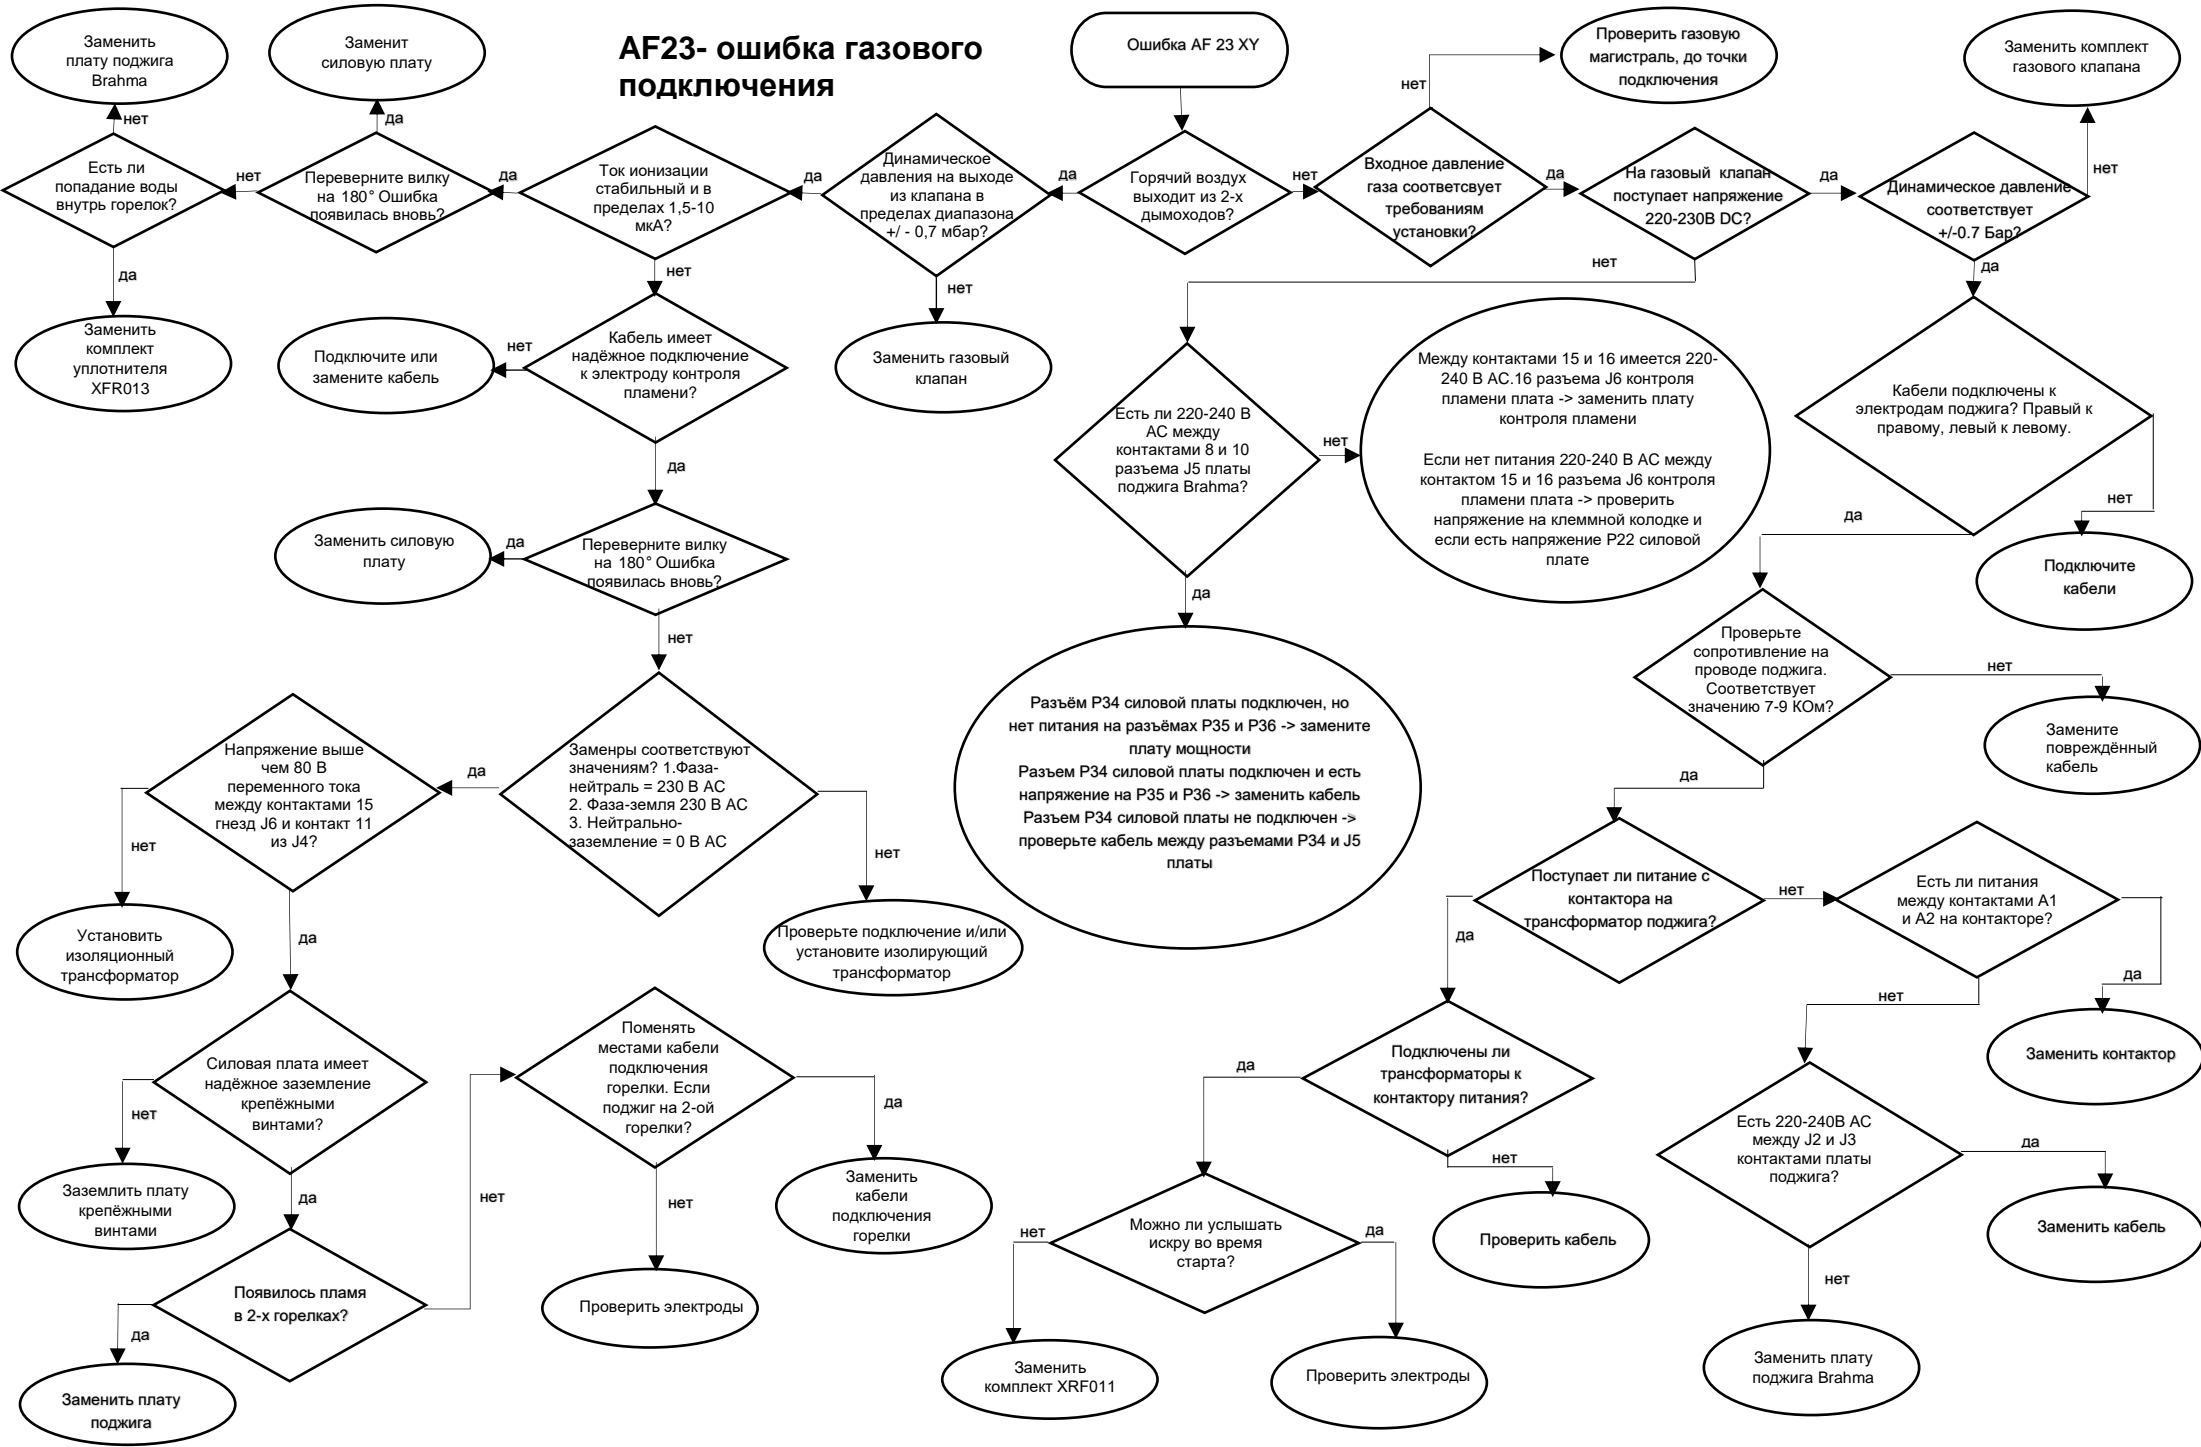 AF23- ошибка газового
подключения
Ошибка AF 23 XY
Заменить
плату поджига
Brahma
Заменит
силовую плату
Проверить газовую
магистраль, до точки
подключения
Заменить комплект
газового клапана
нет
да
нет
нет
Есть ли
попадание воды
внутрь горелок?
нет
Переверните вилку
на 180° Ошибка
появилась вновь?
да
Ток ионизации
стабильный и в
пределах 1,5-10
мкА?
да
Динамическое
давления на выходе
из клапана в
пределах диапазона
+/ - 0,7 мбар?
да
Горячий воздух
выходит из 2-х
дымоходов?
нет
Входное давление
газа соответсвует
требованиям
установки?
да
На газовый клапан
поступает напряжение
220-230В DC?
да
Динамическое давление
соответствует
+/-0.7 Бар?
да
нет
нет
нет
да
Заменить
комплект
уплотнителя
XFR013
Подключите или
замените кабель
нет
Кабель имеет
надёжное подключение
к электроду контроля
пламени?
Заменить газовый
клапан
Есть ли 220-240 В
АС между
контактами 8 и 10
разъема J5 платы
поджига Brahma?
нет
Между контактами 15 и 16 имеется 220-
240 В АС.16 разъема J6 контроля
пламени плата -> заменить плату
контроля пламени
Если нет питания 220-240 В АС между
контактом 15 и 16 разъема J6 контроля
пламени плата -> проверить
напряжение на клеммной колодке и
если есть напряжение P22 силовой
плате
Кабели подключены к
электродам поджига? Правый к
правому, левый к левому.
да
нет
да
Заменить силовую
плату
да
Переверните вилку
на 180° Ошибка
появилась вновь?
да
Подключите
кабели
нет
Проверьте
сопротивление на
проводе поджига.
Соответствует
значению 7-9 КОм?
нет
Напряжение выше
чем 80 В
переменного тока
между контактами 15
гнезд J6 и контакт 11
из J4?
да
Заменры соответствуют
значениям? 1.Фаза-
нейтраль = 230 В АС
2. Фаза-земля 230 В АС
3. Нейтрально-
заземление = 0 В АС
Разъём P34 силовой платы подключен, но
нет питания на разъёмах P35 и P36 -> замените
плату мощности
Разъем P34 силовой платы подключен и есть
напряжение на P35 и P36 -> заменить кабель
Разъем P34 силовой платы не подключен ->
проверьте кабель между разъемами P34 и J5
платы
Замените
повреждённый
кабель
да
нет
нет
Поступает ли питание с
контактора на
трансформатор поджига?
нет
Есть ли питания
между контактами А1
и А2 на контакторе?
Установить
изоляционный
трансформатор
да
Проверьте подключение и/или
установите изолирующий
трансформатор
да
да
нет
Силовая плата имеет
надёжное заземление
крепёжными
винтами?
Поменять
местами кабели
подключения
горелки. Если
поджиг на 2-ой
горелки?
да
Подключены ли
трансформаторы к
контактору питания?
Заменить контактор
нет
да
Есть 220-240В АС
между J2 и J3
контактами платы
поджига?
да
нет
Заземлить плату
крепёжными
винтами
да
нет
нет
Заменить
кабели
подключения
горелки
нет
Можно ли услышать
искру во время
старта?
да
Проверить кабель
Заменить кабель
Появилось пламя
в 2-х горелках?
Проверить электроды
нет
да
Заменить плату
поджига
Заменить
комплект XRF011
Проверить электроды
Заменить плату
поджига Brahma